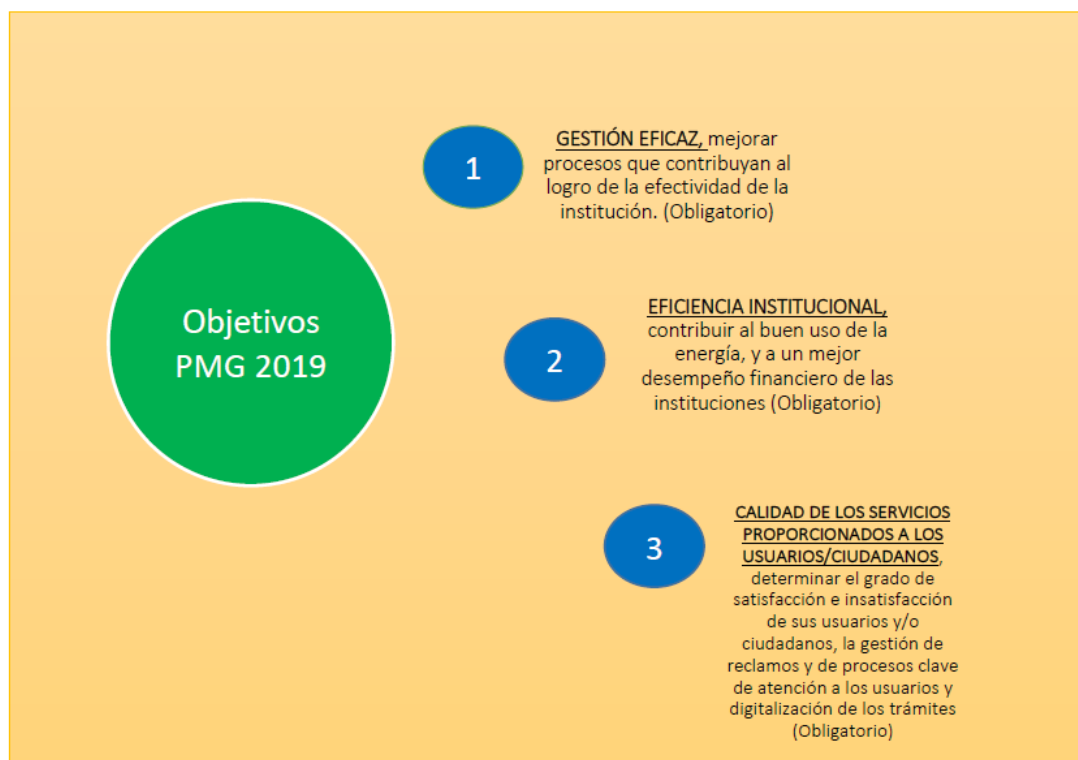 Objetivos
PMG 2019
1
GESTIÓN EFICAZ, mejorar
procesos que contribuyan al
logro de la efectividad de la
institución. (Obligatorio)
2
EFICIENCIA INSTITUCIONAL,
contribuir al buen uso de la
energía, y a un mejor
desempeño financiero de las
instituciones (Obligatorio)
3
CALIDAD DE LOS SERVICIOS
PROPORCIONADOS A LOS
USUARIOS/CIUDADANOS,
determinar el grado de
satisfacción e insatisfacción
de sus usuarios y/o
ciudadanos, la gestión de
reclamos y de procesos clave
de atención a los usuarios y
digitalización de los trámites
(Obligatorio)